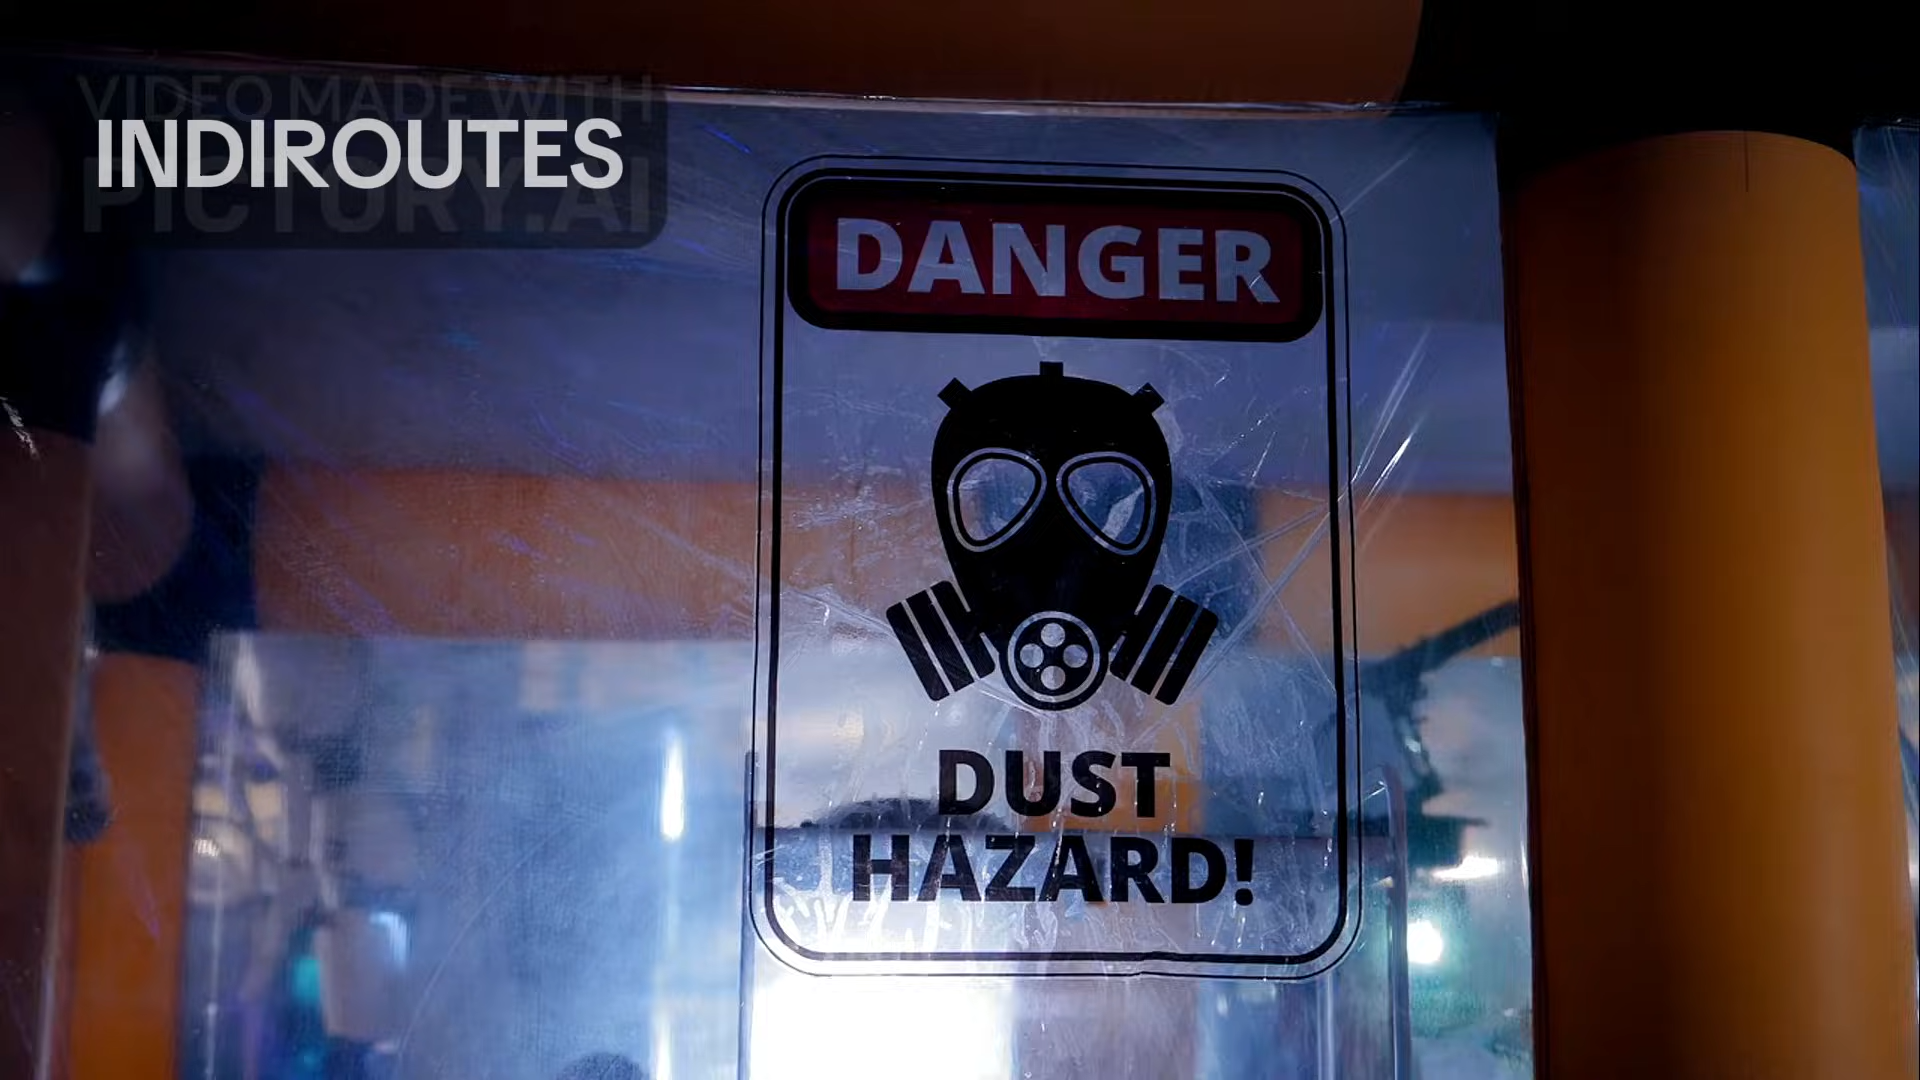 VIDEO MADE WITH
INDIROUTES
PICTORY.AI
DANGER
DUST
HAZARD!